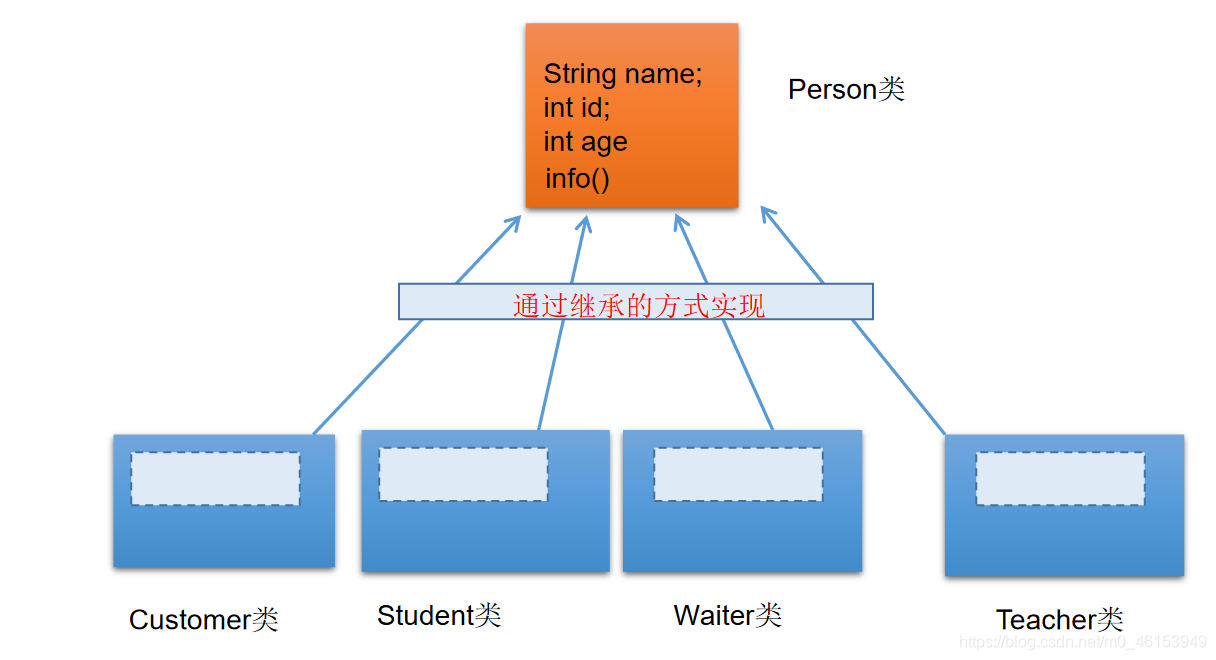 String name;
int id;
int age
info()
Person类
通过继承的方式实现
Customer类
Student类
Waiter类
Teacher类
https://blog.csdn.net/m0_46153949